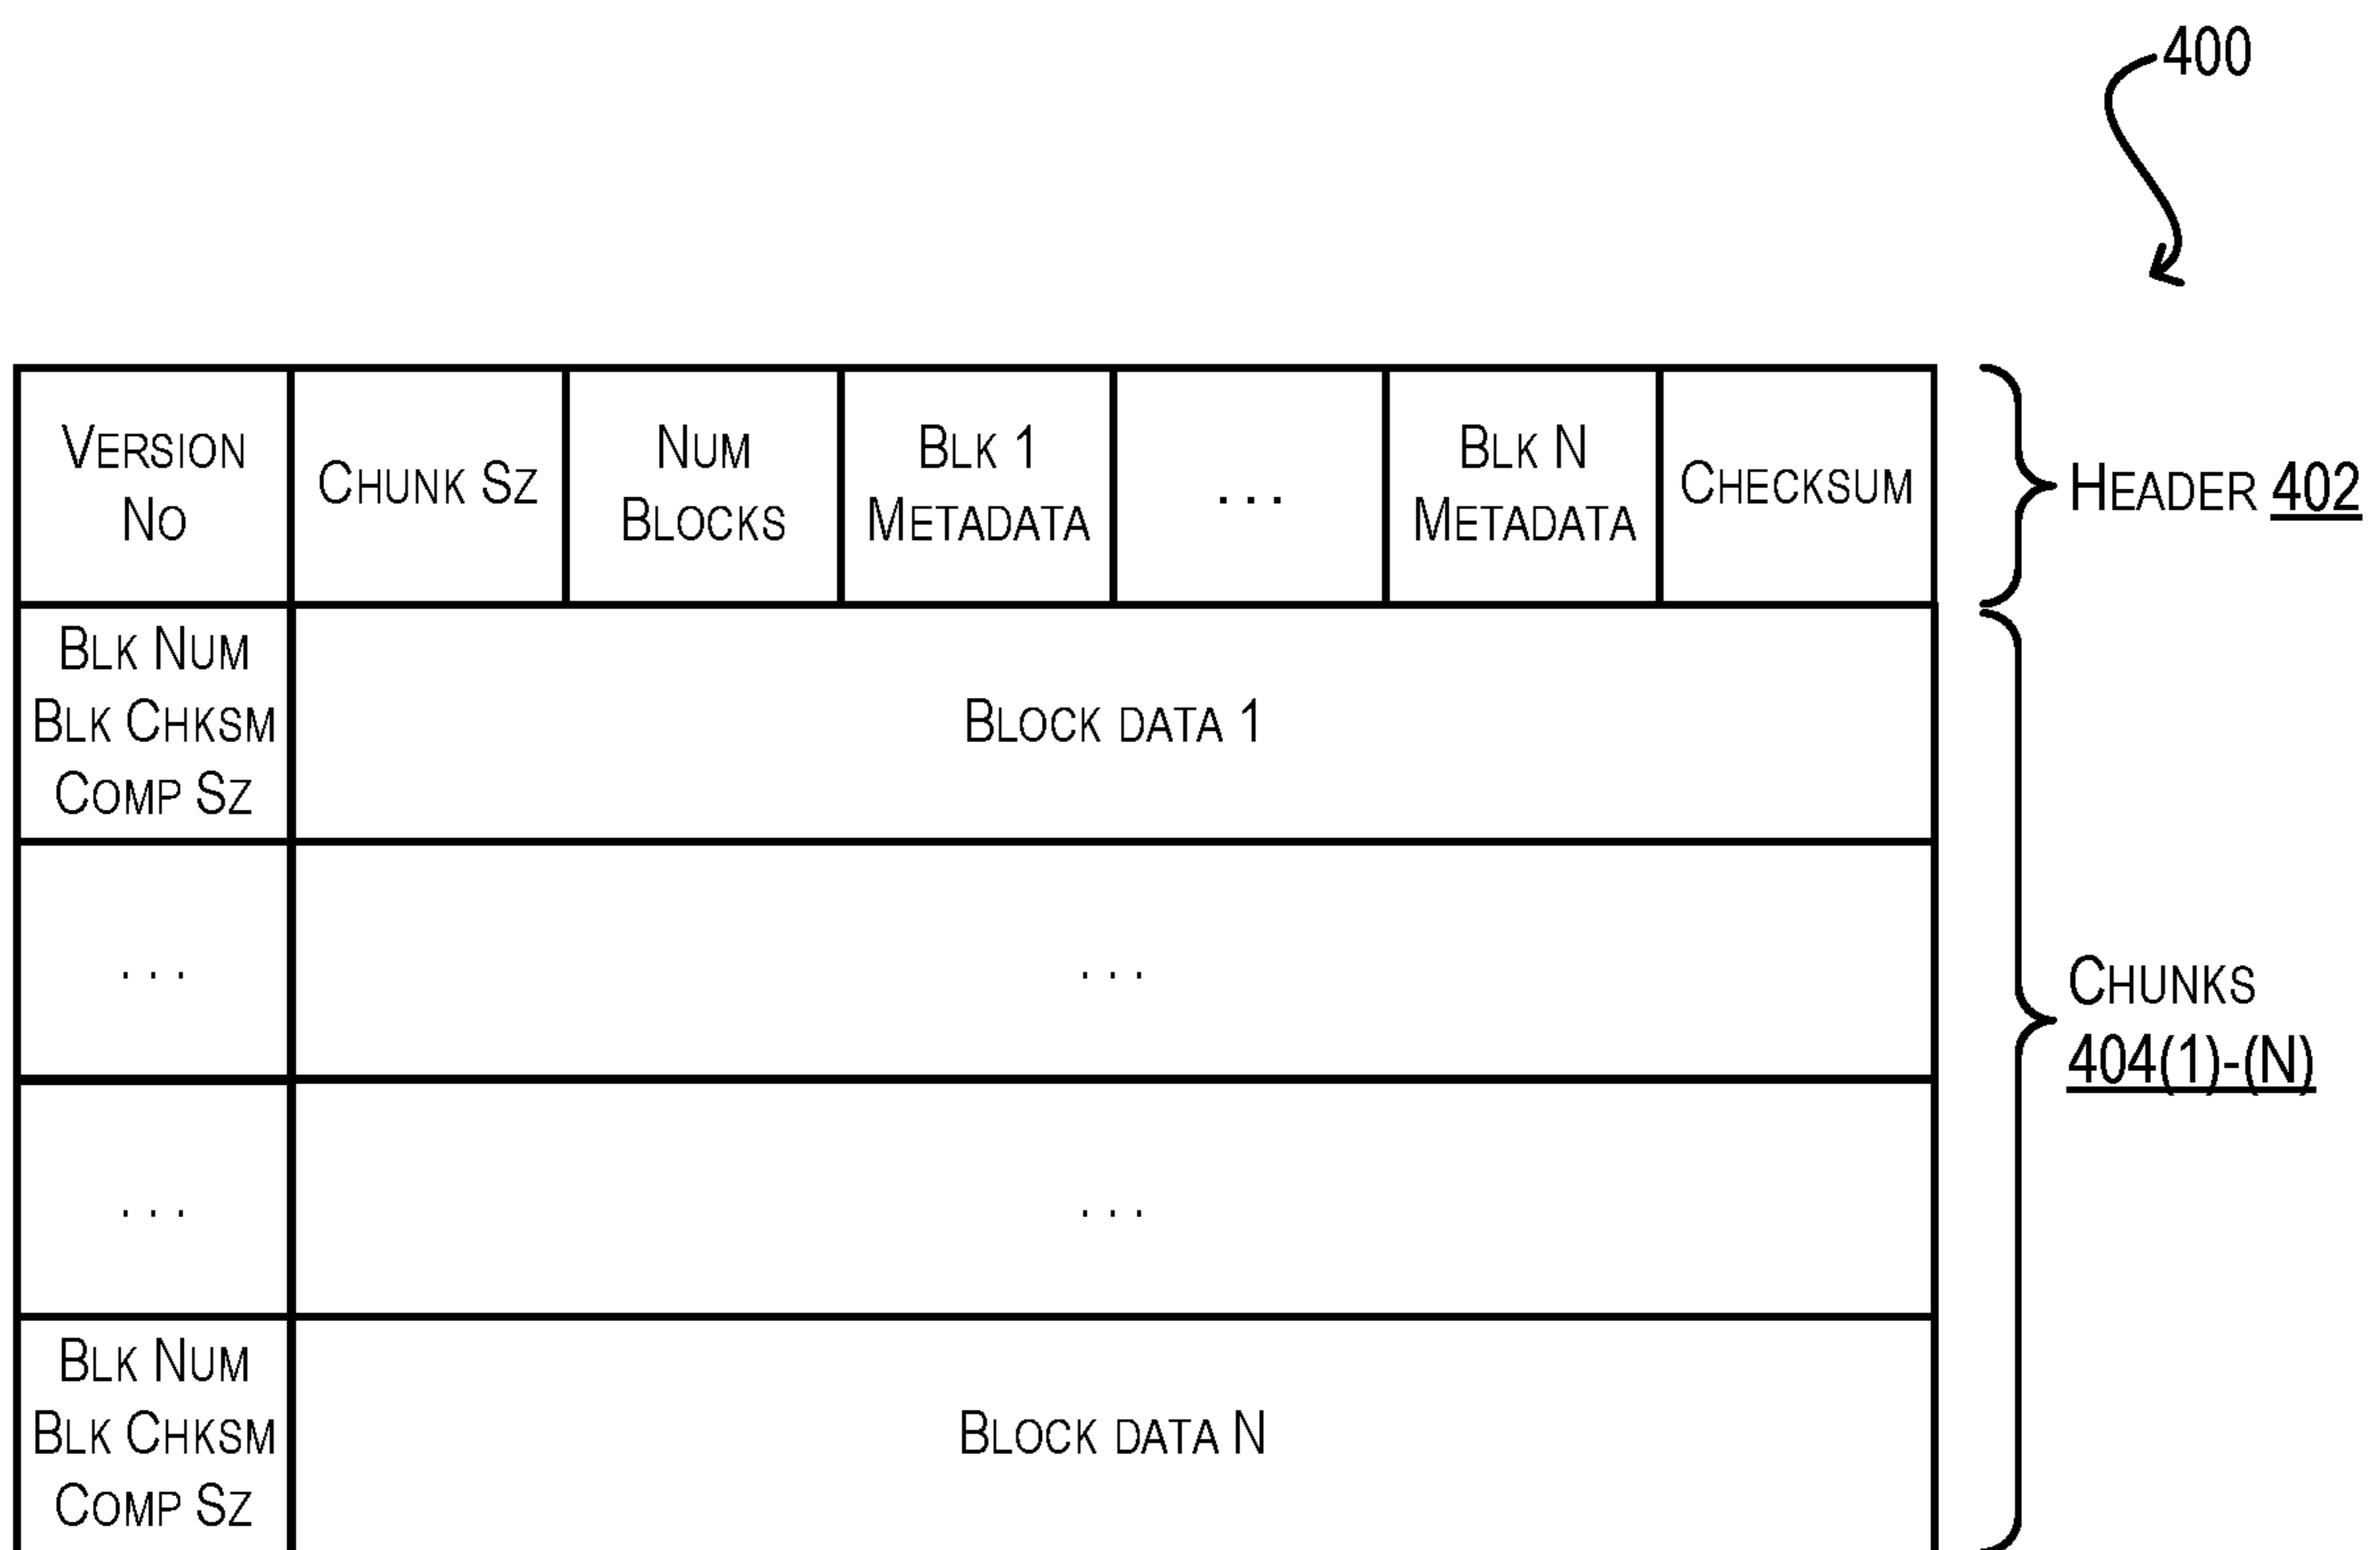 400
VERSION
NO
CHUNK SZ
NUM
BLOCKS
BLK 1
METADATA
...
BLK N
METADATA
CHECKSUM
HEADER 402
BLK NUM
BLK CHKSM
COMP SZ
BLOCK DATA 1
...
...
CHUNKS
404(1)-(N)
...
...
BLK NUM
BLK CHKSM
COMP SZ
BLOCK DATA N